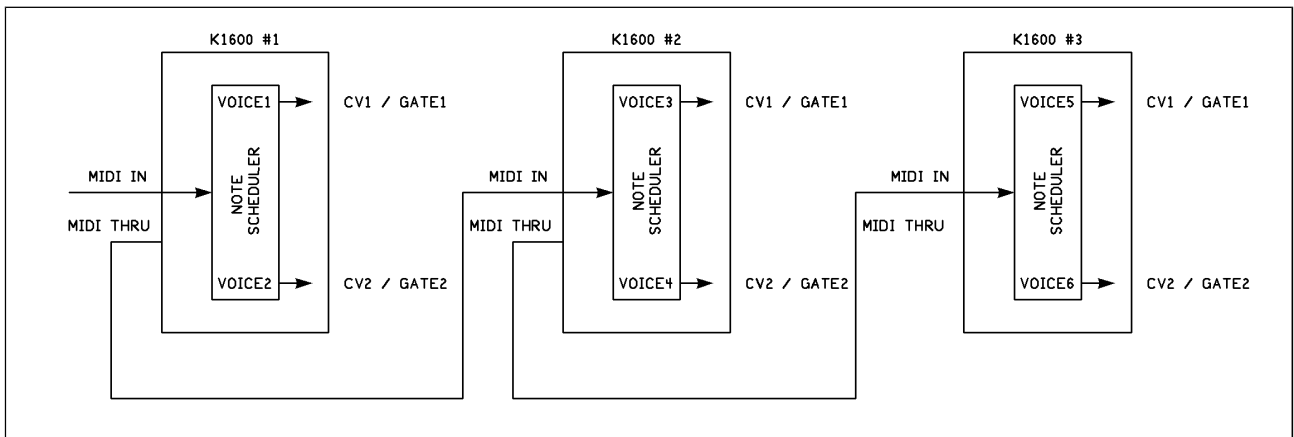 K1600 #1
VOICE1
CV1 / GATE1
MIDI IN
NOTE
SCHEDULER
MIDI THRU
VOICE2
CV2 / GATE2
K1600 #2
VOICE3
CV1 / GATE1
MIDI IN
NOTE
SCHEDULER
MIDI THRU
VOICE4
CV2 / GATE2
K1600 #3
VOICE5
CV1 / GATE1
MIDI IN
NOTE
SCHEDULER
MIDI THRU
VOICE6
CV2 / GATE2